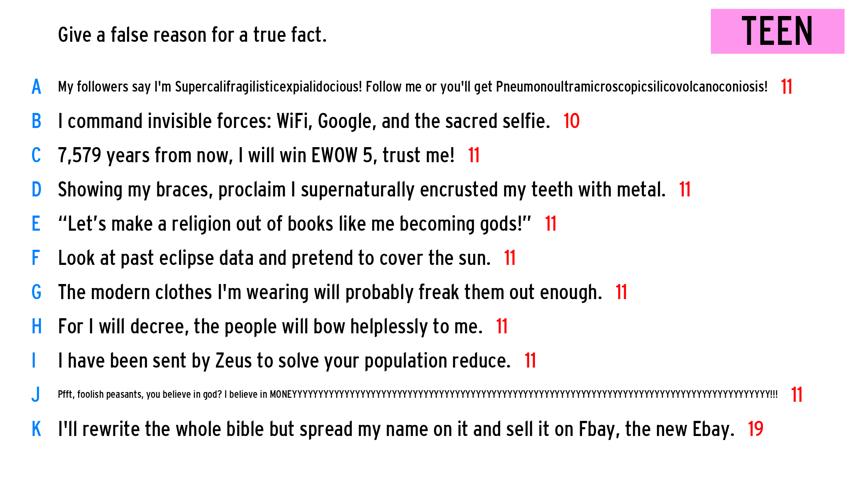 Give a false reason for a true fact.
TEEN
A My followers say I'm Supercalifragilisticexpialidocious! Follow me or you'll get Pneumonoultramicroscopicsilicovolcanoconiosis! 11
B I command invisible forces: WiFi, Google, and the sacred selfie. 10
C 7,579 years from now, I will win EWOW 5, trust me! 11
D Showing my braces, proclaim I supernaturally encrusted my teeth with metal. 11
E “Let’s make a religion out of books like me becoming gods!” 11
F Look at past eclipse data and pretend to cover the sun. 11
G The modern clothes I'm wearing will probably freak them out enough. 11
H For I will decree, the people will bow helplessly to me. 11
I I have been sent by Zeus to solve your population reduce. 11
J Pfft, foolish peasants, you believe in god? I believe in MONEYYYYYYYYYYYYYYYYYYYYYYYYYYYYYYYYYYYYYYYYYYYYYYYYYYYYYYYYYYYYYYYYYYYYYYYYYYYYYYYYYYYYYYYYYYYYYYY!!! 11
K I'll rewrite the whole bible but spread my name on it and sell it on Fbay, the new Ebay. 19